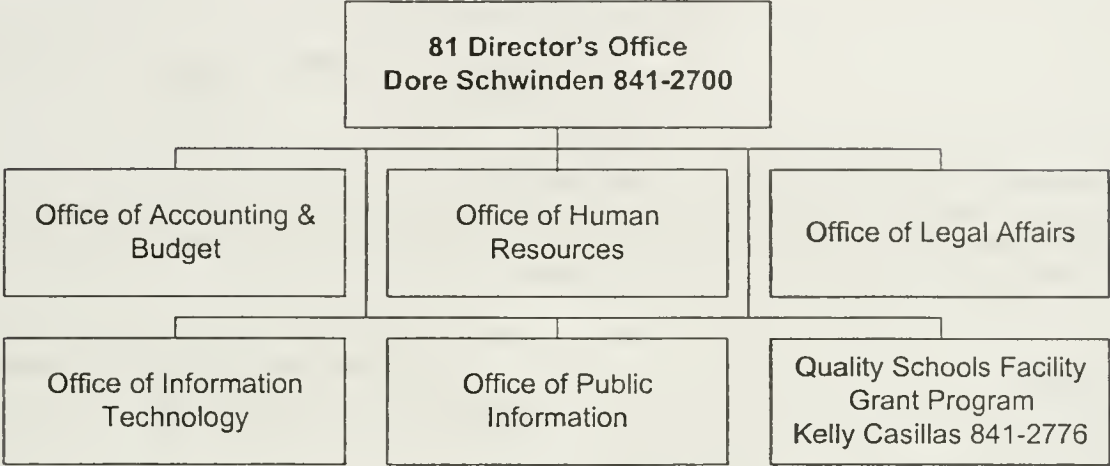 81 Director's Office
Dore Schwinden 841-2700
Office of Accounting &
Budget
Office of Human
Resources
Office of Legal Affairs
Office of Information
Technology
Office of Public
Information
Quality Schools Facility
Grant Program
Kelly Casillas 841-2776